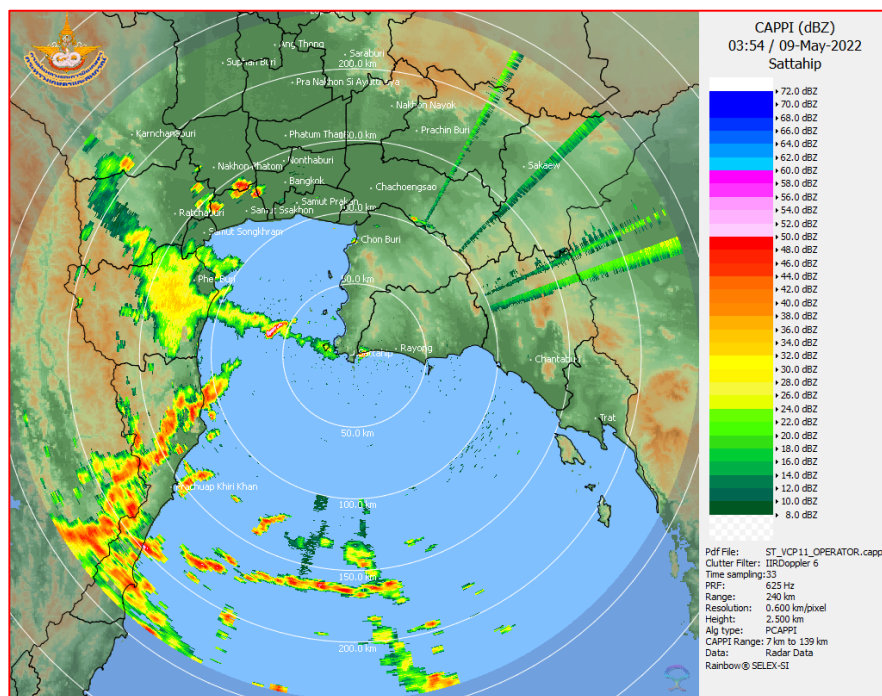 CAPPI (dBZ)
03:54 / 09-May-2022
Sattahip
72.0 dBZ
70.0 dBZ
68.0 dBZ
66.0 dBZ
64.0 dBZ
62.0 dBZ
60.0 dBZ
58.0 dBZ
56.0 dBZ
54.0 dBZ
52.0 dBZ
50.0 dBZ
48.0 dBZ
46.0 dBZ
44.0 dBZ
42.0 dBZ
40.0 dBZ
38.0 dBZ
36.0 dBZ
34.0 dBZ
32.0 dBZ
30.0 dBZ
28.0 dBZ
26.0 dBZ
24.0 dBZ
22.0 dBZ
20.0 dBZ
18.0 dBZ
16.0 dBZ
14.0 dBZ
12.0 dBZ
10.0 dBZ
8.0 dBZ
Pdf File: ST_VCP11_OPERATOR.capp
Clutter Filter: IIRDoppler 6
Time sampling:33
PRF: 625 Hz
Range: 240 km
Resolution: 0.600 km/pixel
Height: 2.500 km
Alg type: PCAPPI
CAPPI Range: 7 km to 139 km
Data: Radar Data
Rainbow® SELEX-SI
Ang Thong
Saraburi
Suphan Buri
200.0 km
Pra Nakhon Si Ayutthaya
Nakhon Nayok
Karnchanaburi
Phatum Thani
Prachin Buri
Nonthaburi
Nakhon Phatom
Sakaew
Bangkok
Chachoengsao
Samut Prakan
Ratchaburi
Samut Ssakhon
Samut Songkhram
Chon Buri
50.0 km
Rayong
Trat
50.0 km
100.0 km
150.0 km
200.0 km